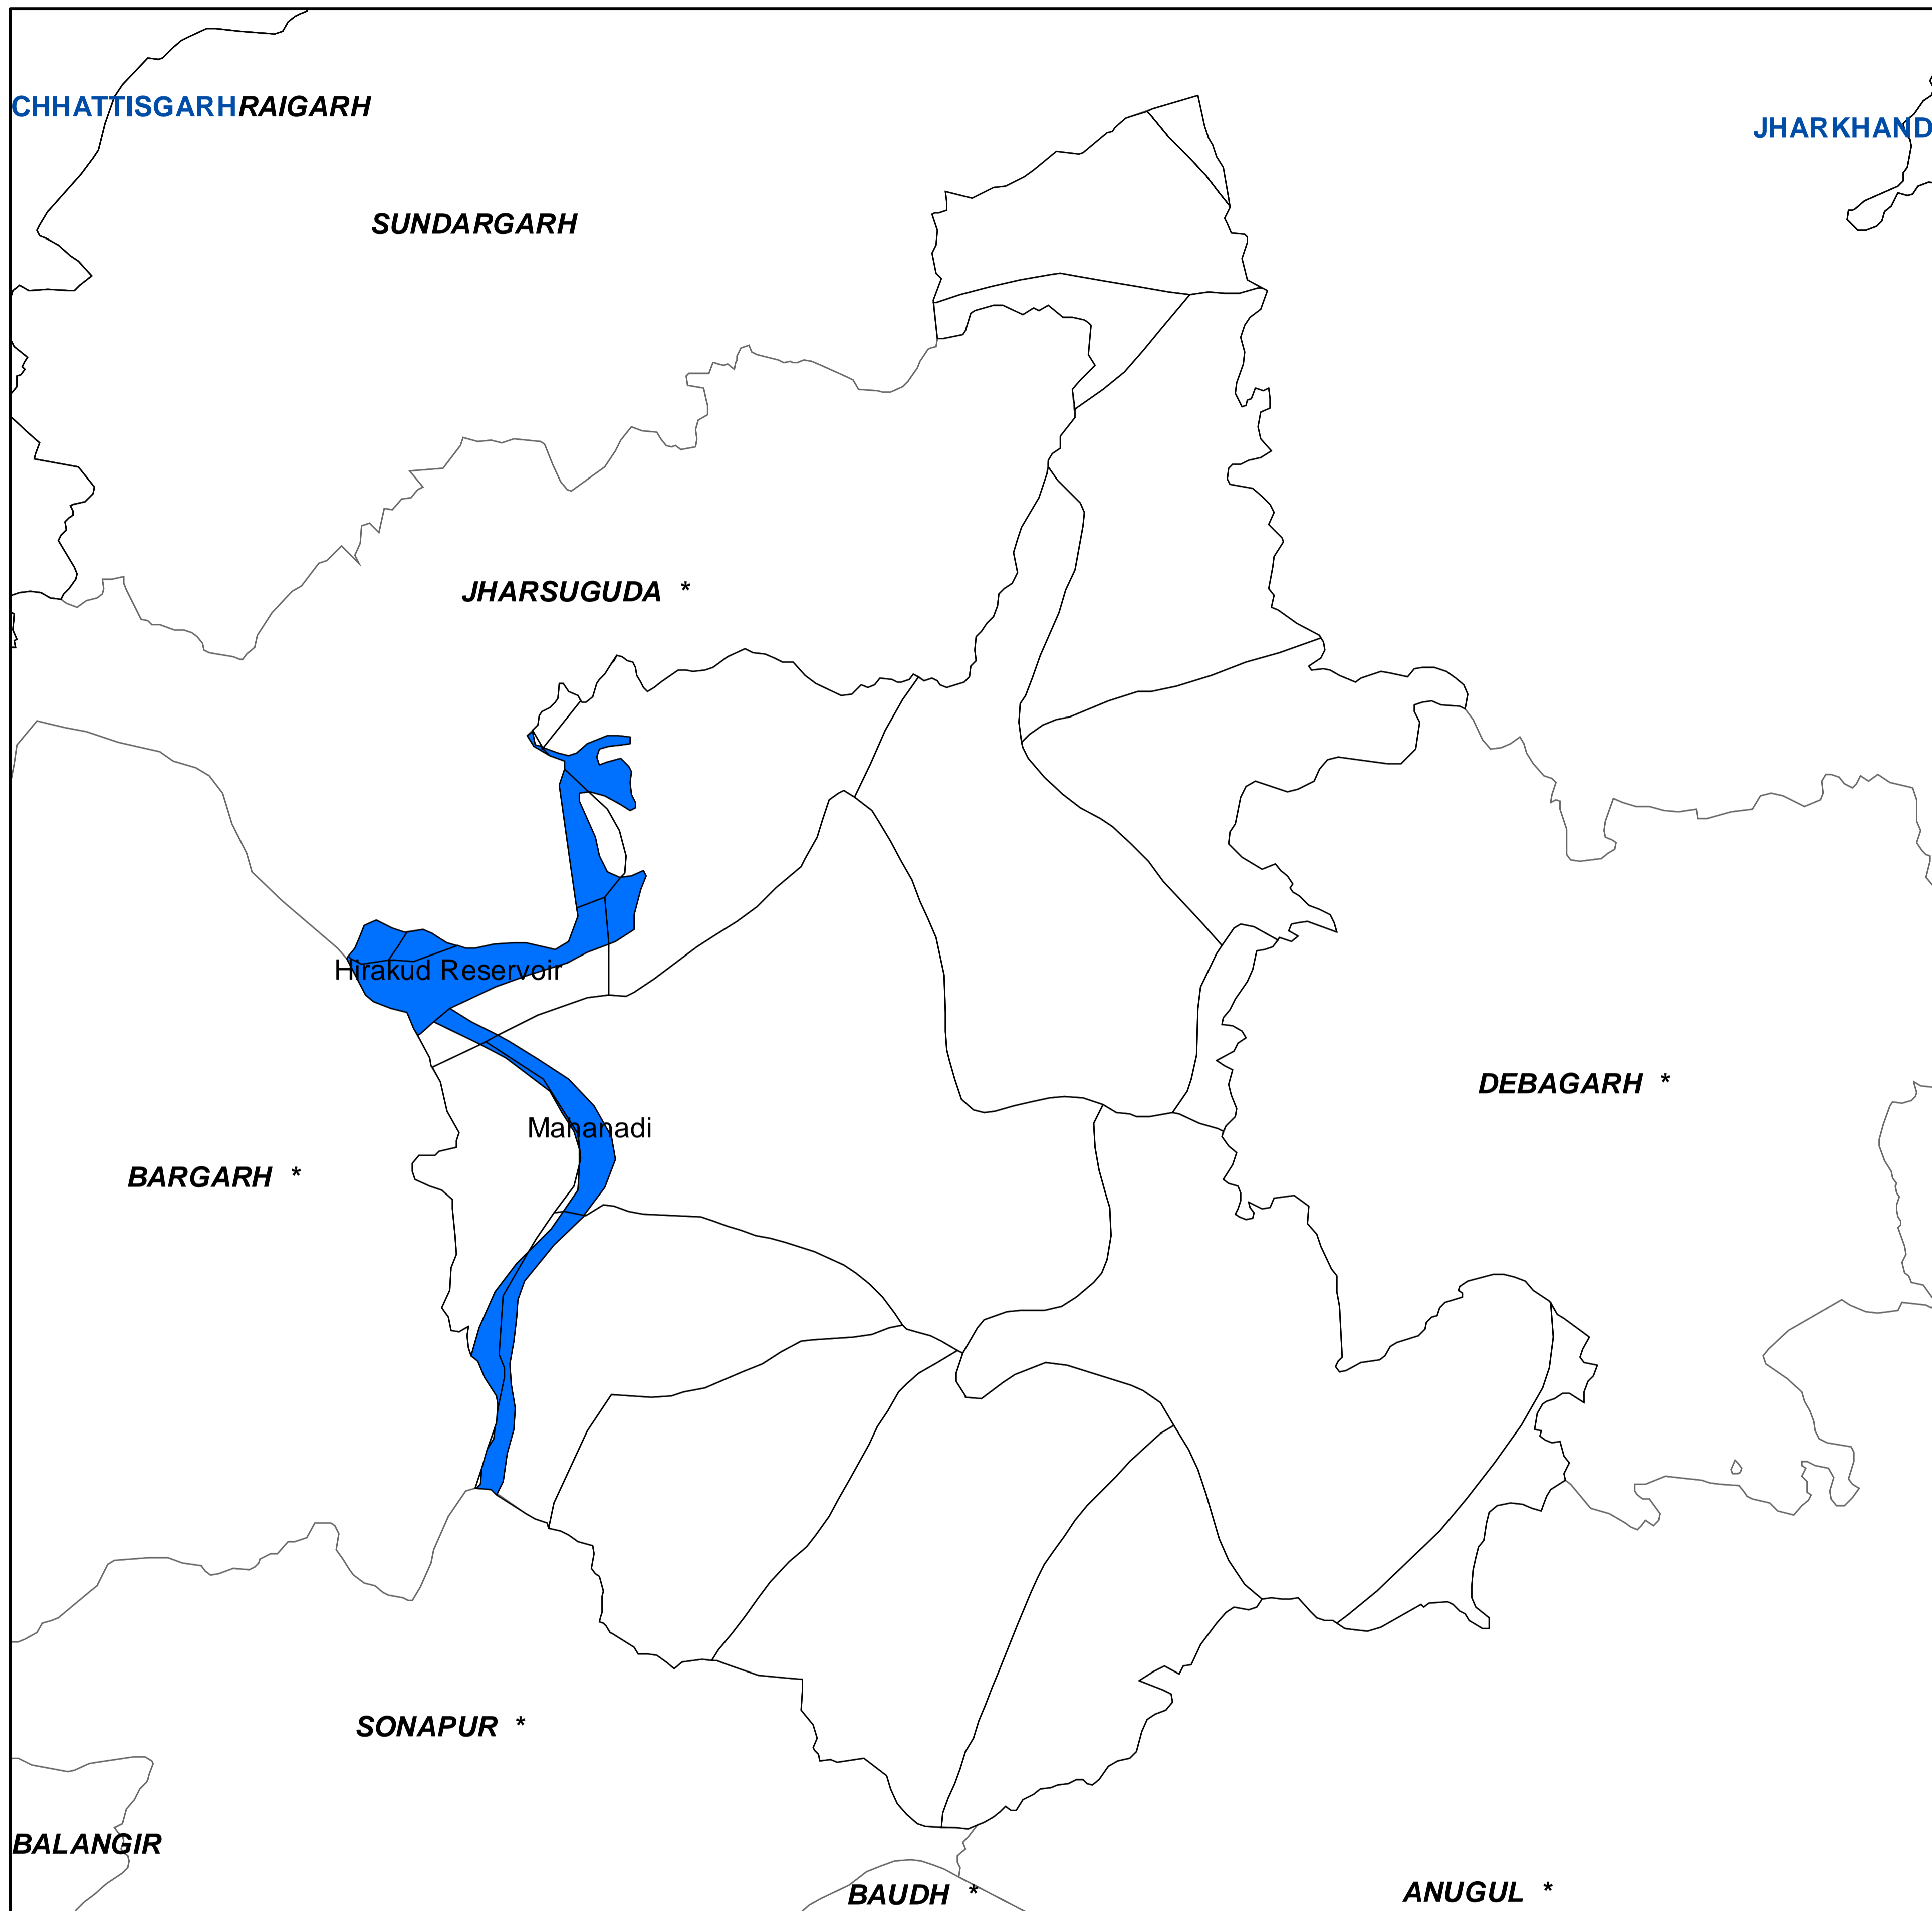 CHHATTISGARH RAIGARH
JHARKHAND
SUNDARGARH
JHARSUGUDA *
Hirakud Reservoir
DEBAGARH *
Mahanadi
BARGARH *
SONAPUR *
BALANGIR
BAUDH *
ANUGUL *